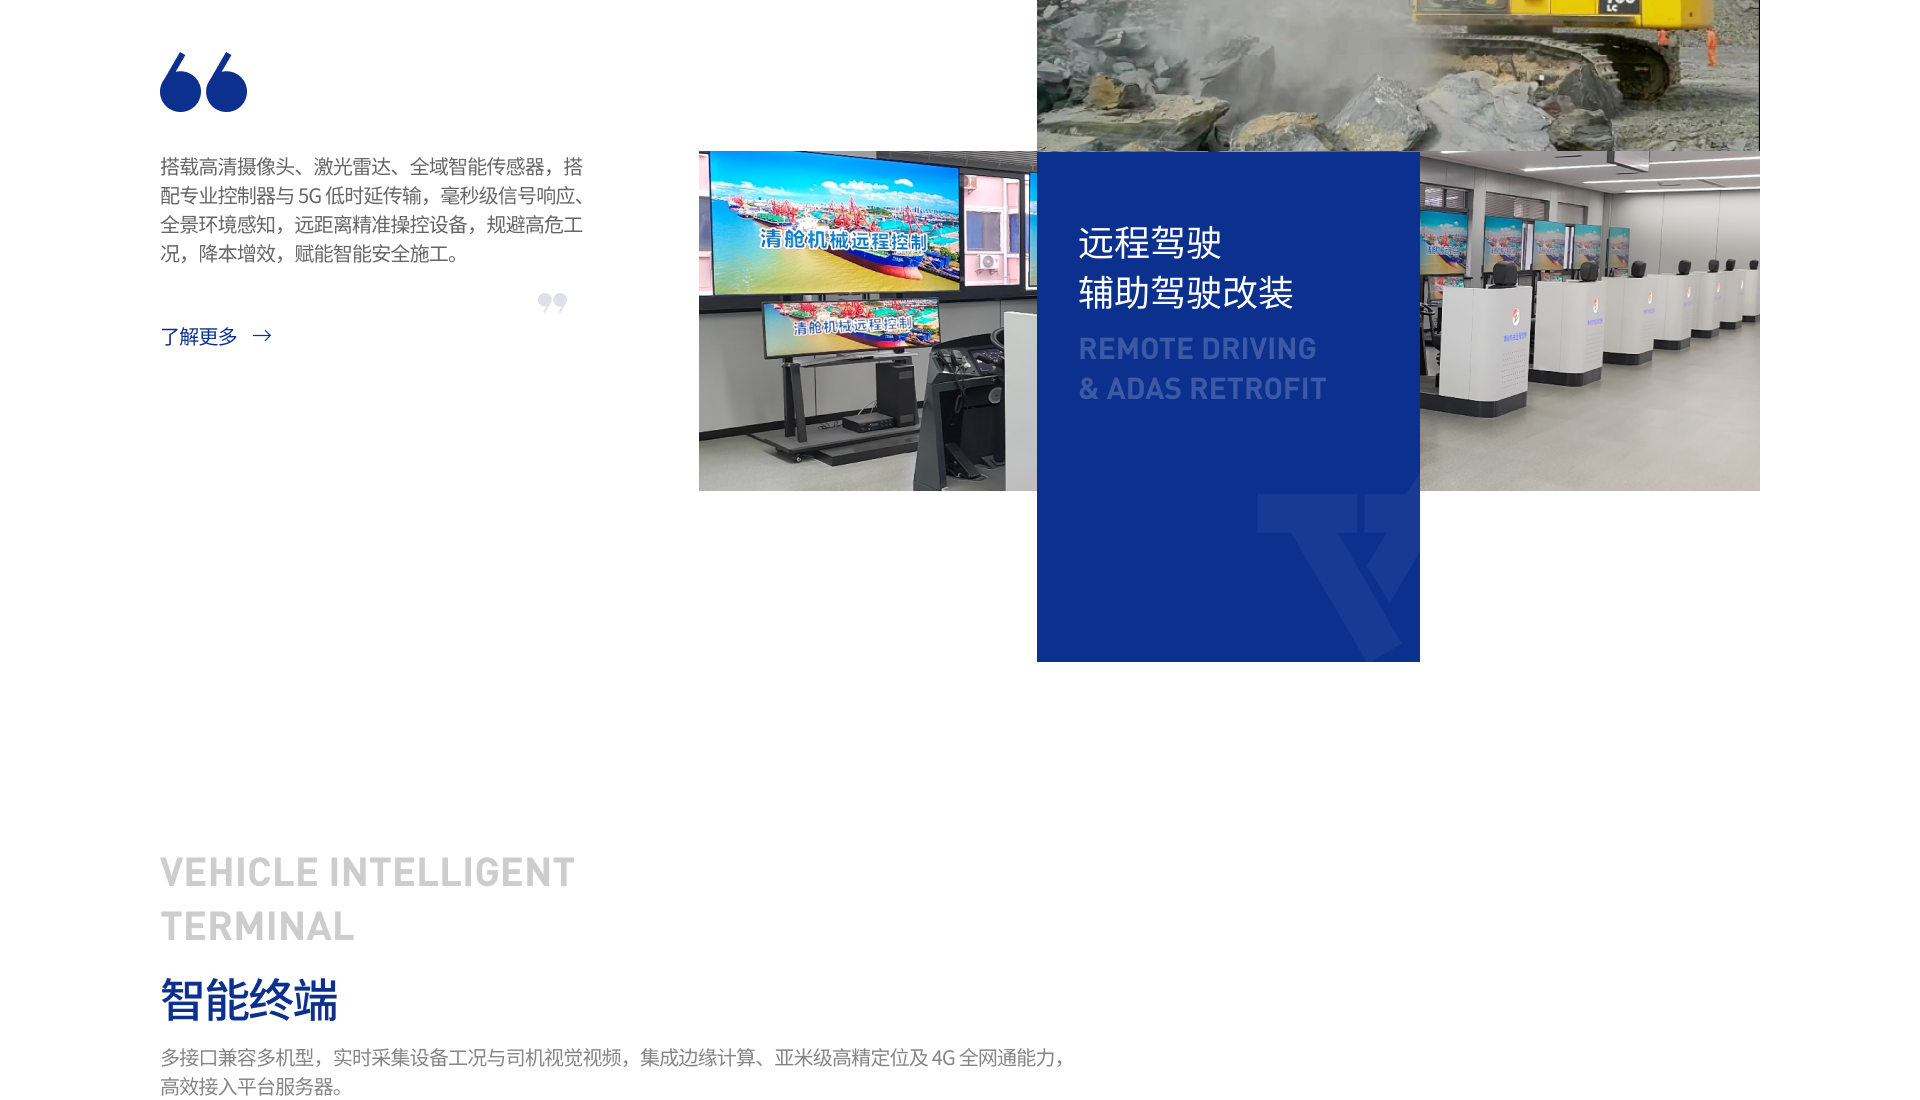 搭载高清摄像头、激光雷达、全域智能传感器，搭
配专业控制器与 5G 低时延传输，毫秒级信号响应、
全景环境感知，远距离精准操控设备，规避高危工
况，降本增效，赋能智能安全施工。
了解更多
LC
清舱机械远程控制
清舱机械远程控制
远程驾驶
辅助驾驶改装
REMOTE DRIVING
& ADAS RETROFIT
VEHICLE INTELLIGENT
TERMINAL
智能终端
多接口兼容多机型，实时采集设备工况与司机视觉视频，集成边缘计算、亚米级高精定位及 4G 全网通能力，
高效接入平台服务器。